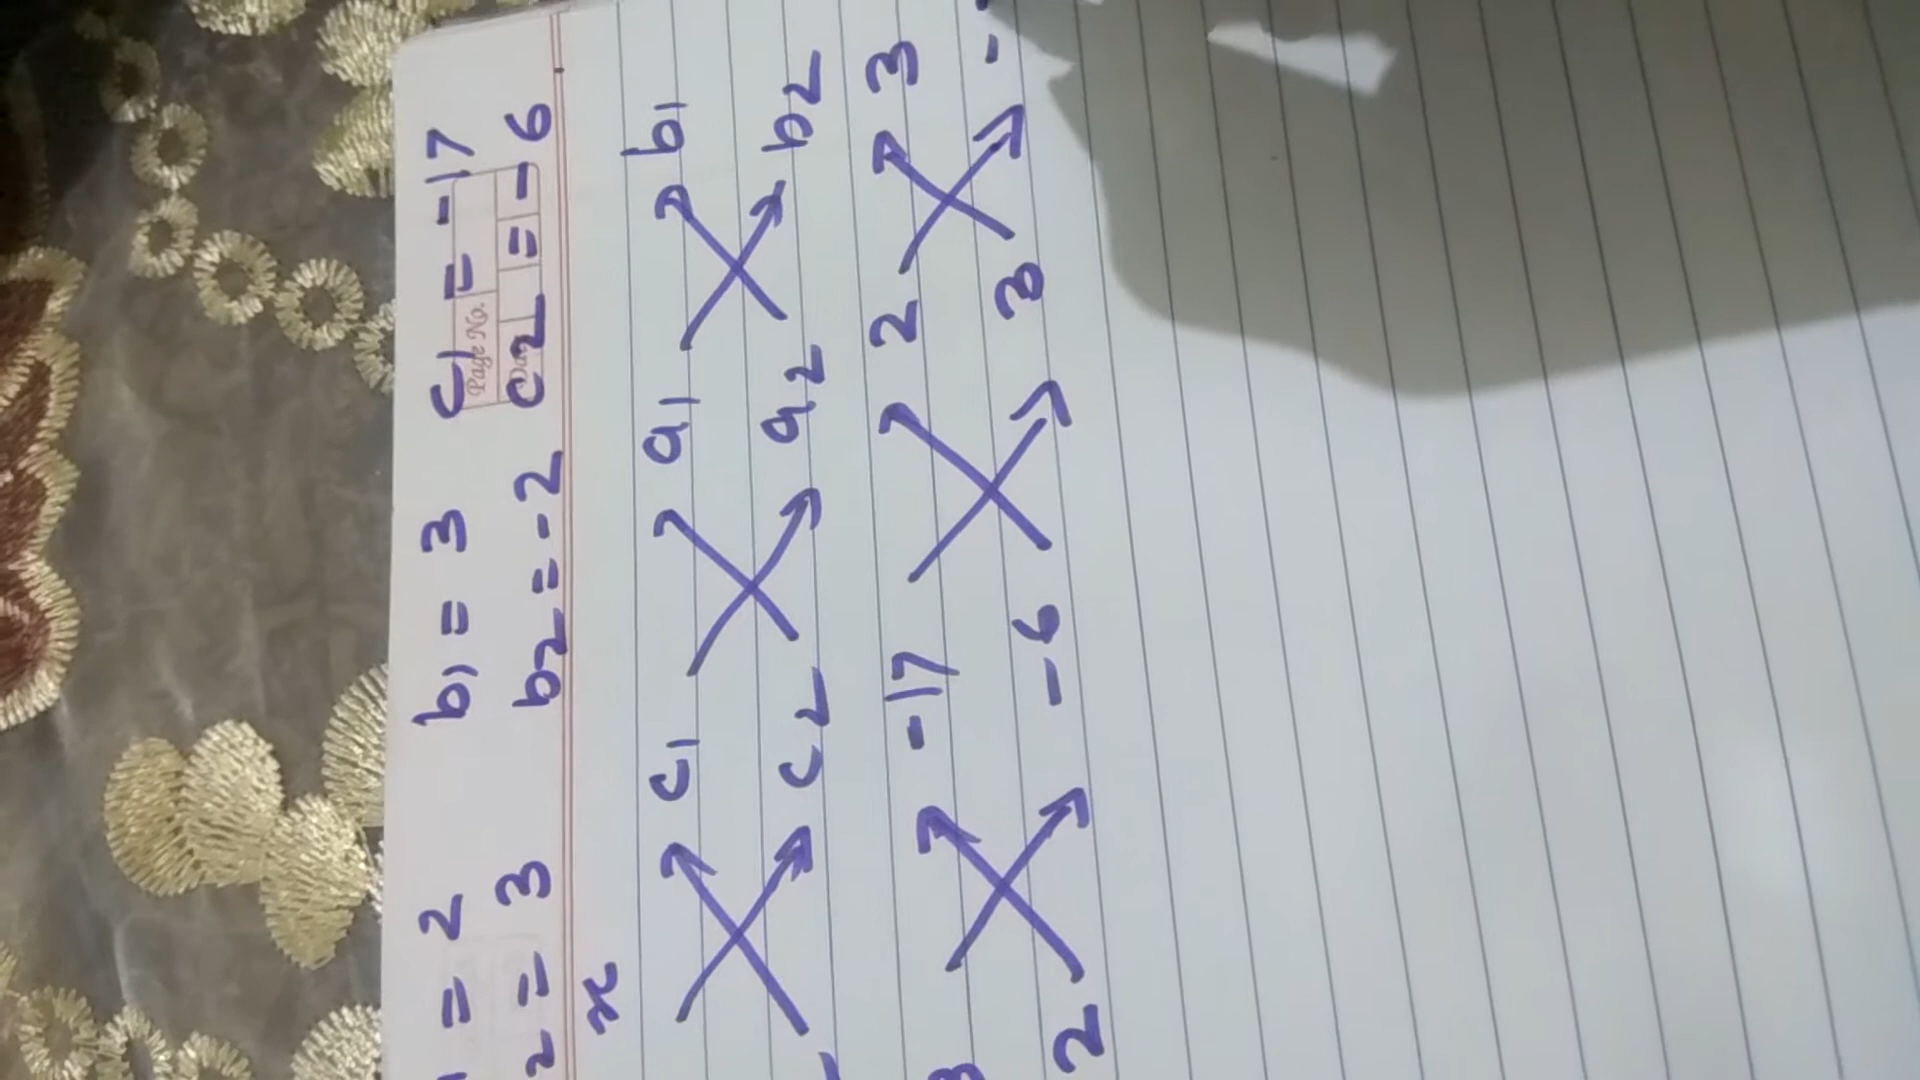 = 2 b1 = 3 c1 = -17
2 = 3 b2 = -2 c2 = -6
Page No.
x
c1 a1 b1
c2 a2 b2
3 -17 2 3
2 -6 3 -